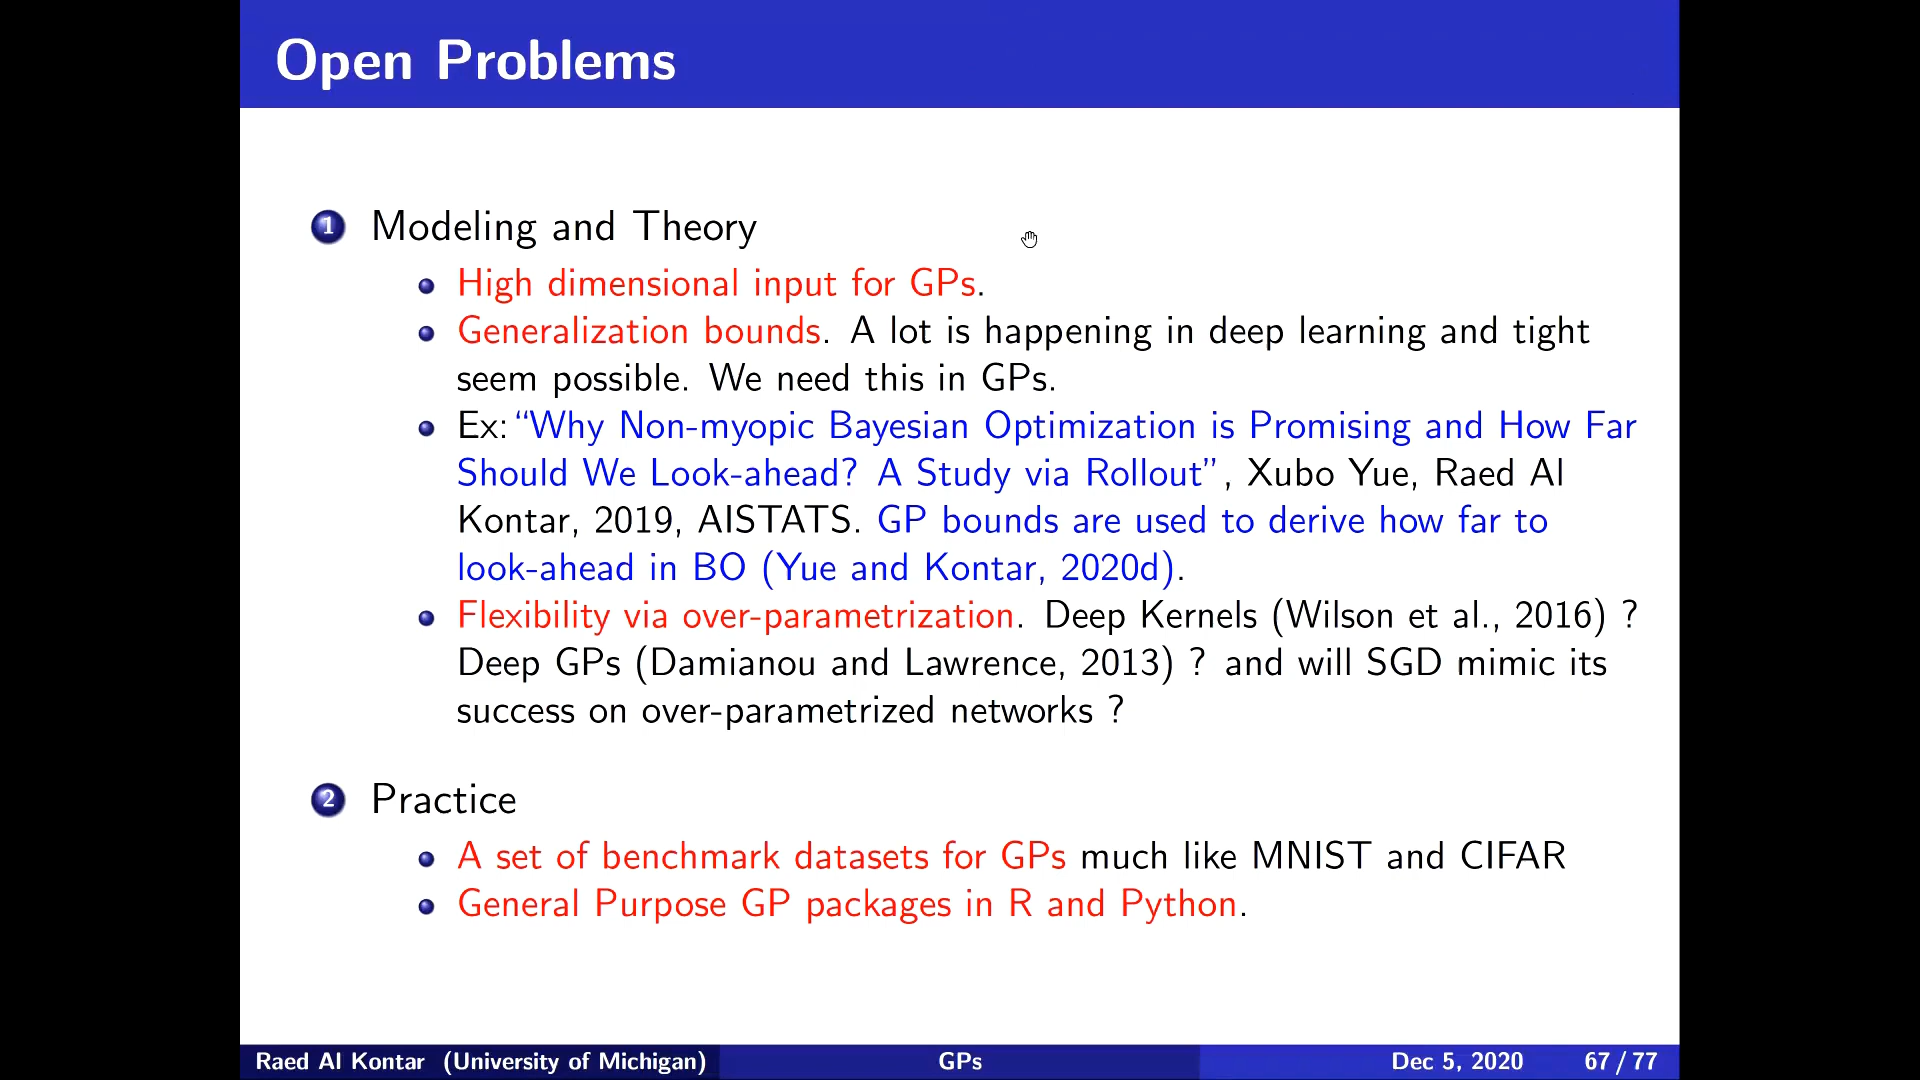 Open Problems
1 Modeling and Theory
High dimensional input for GPs.
Generalization bounds. A lot is happening in deep learning and tight
seem possible. We need this in GPs.
Ex: “Why Non-myopic Bayesian Optimization is Promising and How Far
Should We Look-ahead? A Study via Rollout”, Xubo Yue, Raed Al
Kontar, 2019, AISTATS. GP bounds are used to derive how far to
look-ahead in BO (Yue and Kontar, 2020d).
Flexibility via over-parametrization. Deep Kernels (Wilson et al., 2016) ?
Deep GPs (Damianou and Lawrence, 2013) ? and will SGD mimic its
success on over-parametrized networks ?
2 Practice
A set of benchmark datasets for GPs much like MNIST and CIFAR
General Purpose GP packages in R and Python.
Raed Al Kontar (University of Michigan) GPs Dec 5, 2020 67 / 77